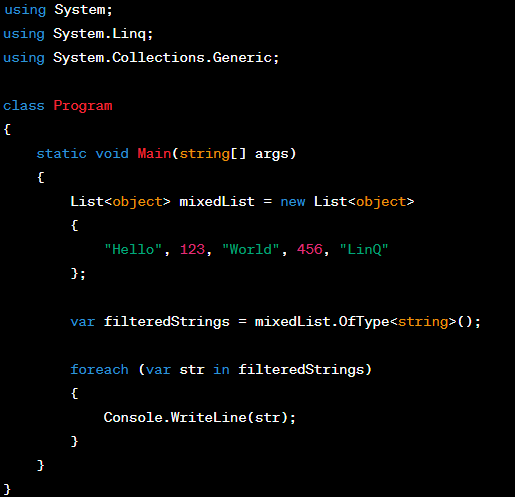 using System;
using System.Linq;
using System.Collections.Generic;

class Program
{
    static void Main(string[] args)
    {
        List<object> mixedList = new List<object>
        {
            "Hello", 123, "World", 456, "LinQ"
        };

        var filteredStrings = mixedList.OfType<string>();

        foreach (var str in filteredStrings)
        {
            Console.WriteLine(str);
        }
    }
}